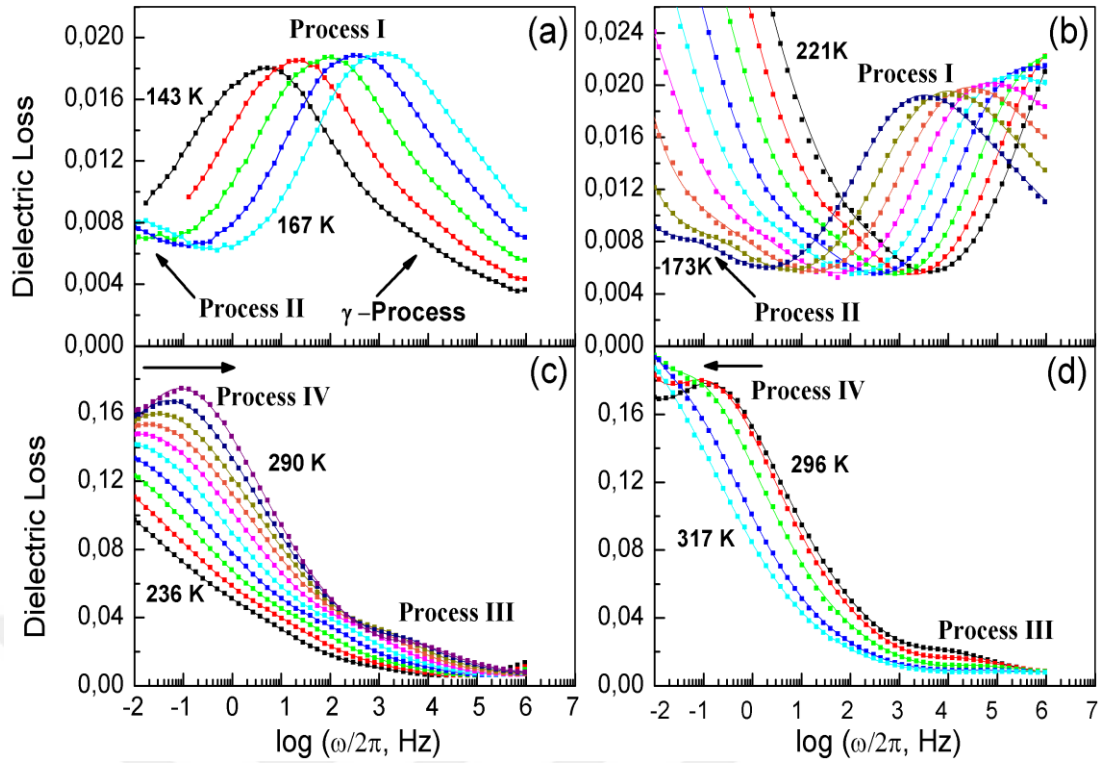 (a)
Process I
143 K
167 K
Process II
γ -Process
Dielectric Loss
0,020
0,016
0,012
0,008
0,004
0,000
(b)
221K
Process I
173K
Process II
0,024
0,020
0,016
0,012
0,008
0,004
0,000
(c)
Process IV
290 K
236 K
Process III
Dielectric Loss
0,16
0,12
0,08
0,04
0,00
-2 -1 0 1 2 3 4 5 6 7
log (ω/2π, Hz)
(d)
Process IV
296 K
317 K
Process III
0,16
0,12
0,08
0,04
0,00
-2 -1 0 1 2 3 4 5 6 7
log (ω/2π, Hz)